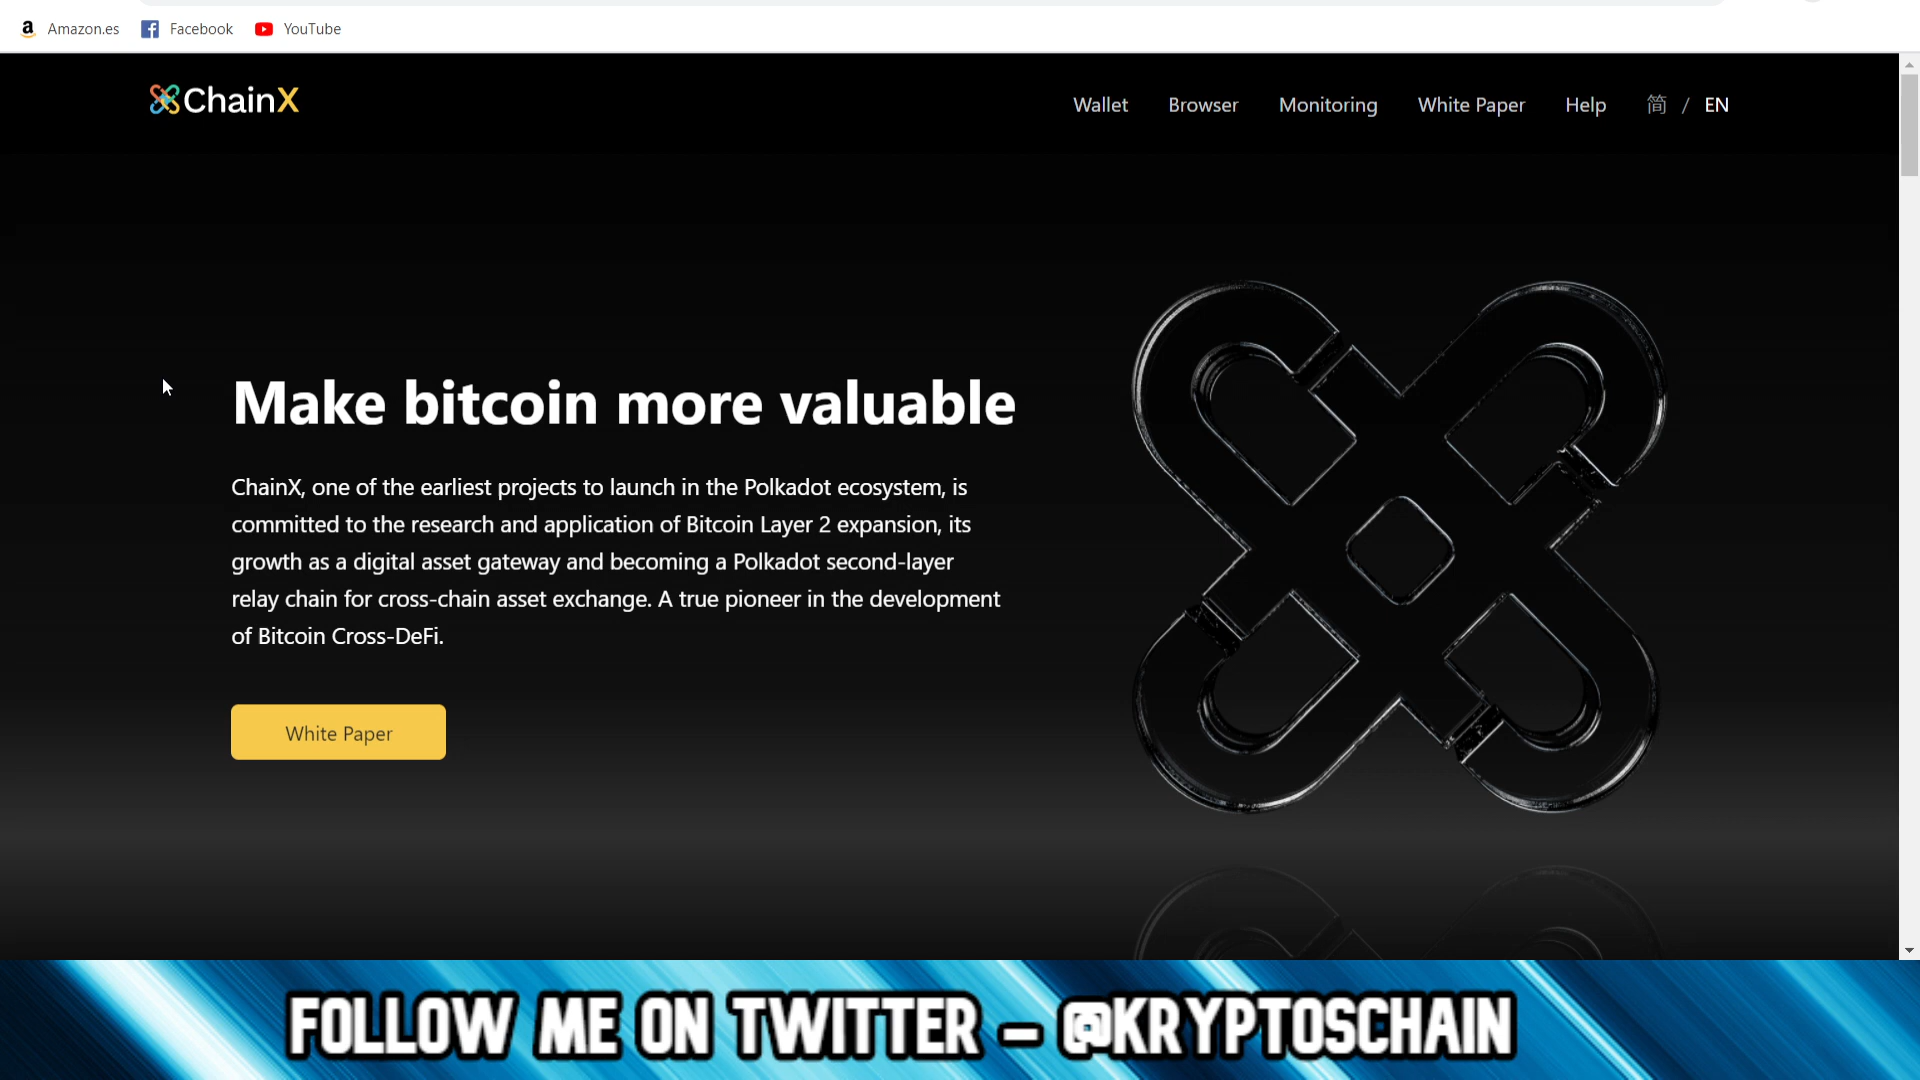 Amazon.es Facebook YouTube
ChainX Wallet Browser Monitoring White Paper Help 简 / EN
Make bitcoin more valuable
ChainX, one of the earliest projects to launch in the Polkadot ecosystem, is
committed to the research and application of Bitcoin Layer 2 expansion, its
growth as a digital asset gateway and becoming a Polkadot second-layer
relay chain for cross-chain asset exchange. A true pioneer in the development
of Bitcoin Cross-DeFi.
White Paper
FOLLOW ME ON TWITTER – @KRYPTOSCHAIN